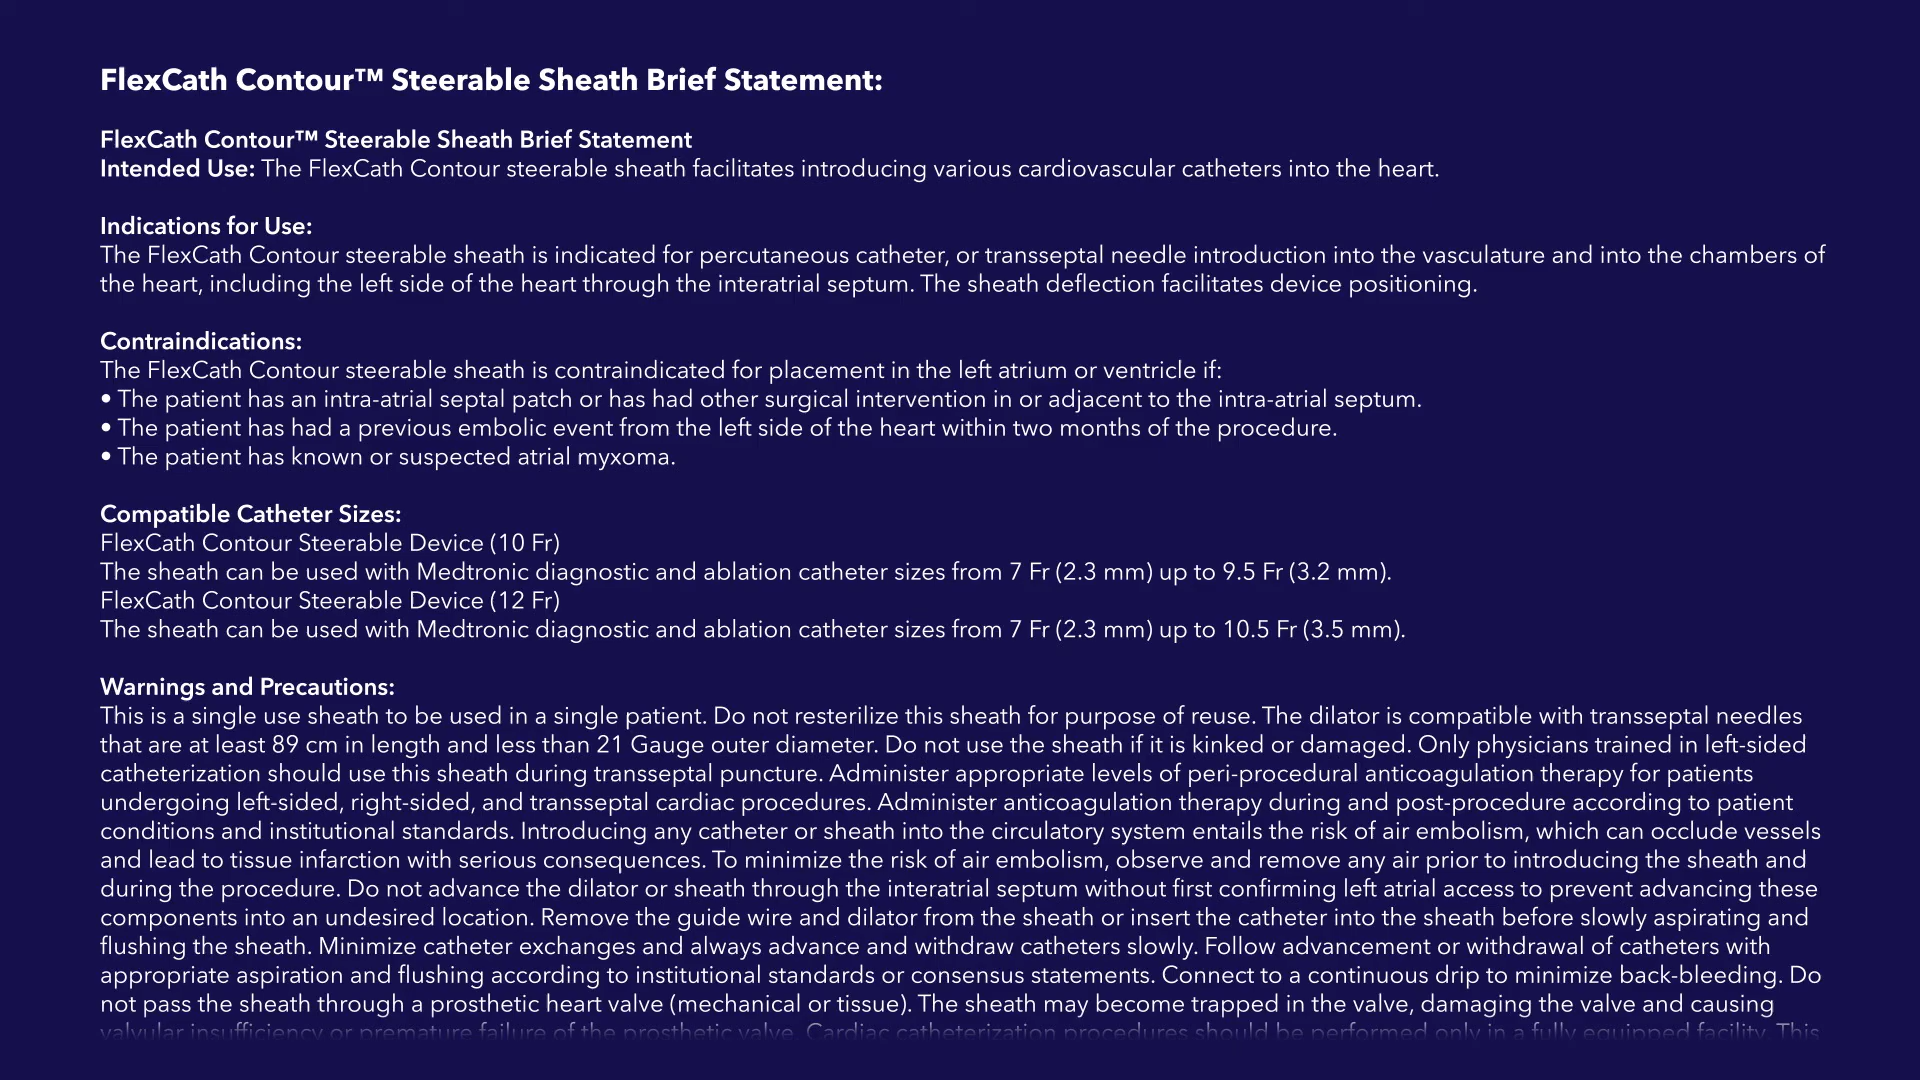 FlexCath Contour™ Steerable Sheath Brief Statement:
FlexCath Contour™ Steerable Sheath Brief Statement
Intended Use: The FlexCath Contour steerable sheath facilitates introducing various cardiovascular catheters into the heart.
Indications for Use:
The FlexCath Contour steerable sheath is indicated for percutaneous catheter, or transseptal needle introduction into the vasculature and into the chambers of
the heart, including the left side of the heart through the interatrial septum. The sheath deflection facilitates device positioning.
Contraindications:
The FlexCath Contour steerable sheath is contraindicated for placement in the left atrium or ventricle if:
• The patient has an intra-atrial septal patch or has had other surgical intervention in or adjacent to the intra-atrial septum.
• The patient has had a previous embolic event from the left side of the heart within two months of the procedure.
• The patient has known or suspected atrial myxoma.
Compatible Catheter Sizes:
FlexCath Contour Steerable Device (10 Fr)
The sheath can be used with Medtronic diagnostic and ablation catheter sizes from 7 Fr (2.3 mm) up to 9.5 Fr (3.2 mm).
FlexCath Contour Steerable Device (12 Fr)
The sheath can be used with Medtronic diagnostic and ablation catheter sizes from 7 Fr (2.3 mm) up to 10.5 Fr (3.5 mm).
Warnings and Precautions:
This is a single use sheath to be used in a single patient. Do not resterilize this sheath for purpose of reuse. The dilator is compatible with transseptal needles
that are at least 89 cm in length and less than 21 Gauge outer diameter. Do not use the sheath if it is kinked or damaged. Only physicians trained in left-sided
catheterization should use this sheath during transseptal puncture. Administer appropriate levels of peri-procedural anticoagulation therapy for patients
undergoing left-sided, right-sided, and transseptal cardiac procedures. Administer anticoagulation therapy during and post-procedure according to patient
conditions and institutional standards. Introducing any catheter or sheath into the circulatory system entails the risk of air embolism, which can occlude vessels
and lead to tissue infarction with serious consequences. To minimize the risk of air embolism, observe and remove any air prior to introducing the sheath and
during the procedure. Do not advance the dilator or sheath through the interatrial septum without first confirming left atrial access to prevent advancing these
components into an undesired location. Remove the guide wire and dilator from the sheath or insert the catheter into the sheath before slowly aspirating and
flushing the sheath. Minimize catheter exchanges and always advance and withdraw catheters slowly. Follow advancement or withdrawal of catheters with
appropriate aspiration and flushing according to institutional standards or consensus statements. Connect to a continuous drip to minimize back-bleeding. Do
not pass the sheath through a prosthetic heart valve (mechanical or tissue). The sheath may become trapped in the valve, damaging the valve and causing
valvular insufficiency or premature failure of the prosthetic valve. Cardiac catheterization procedures should be performed only in a fully equipped facility. This